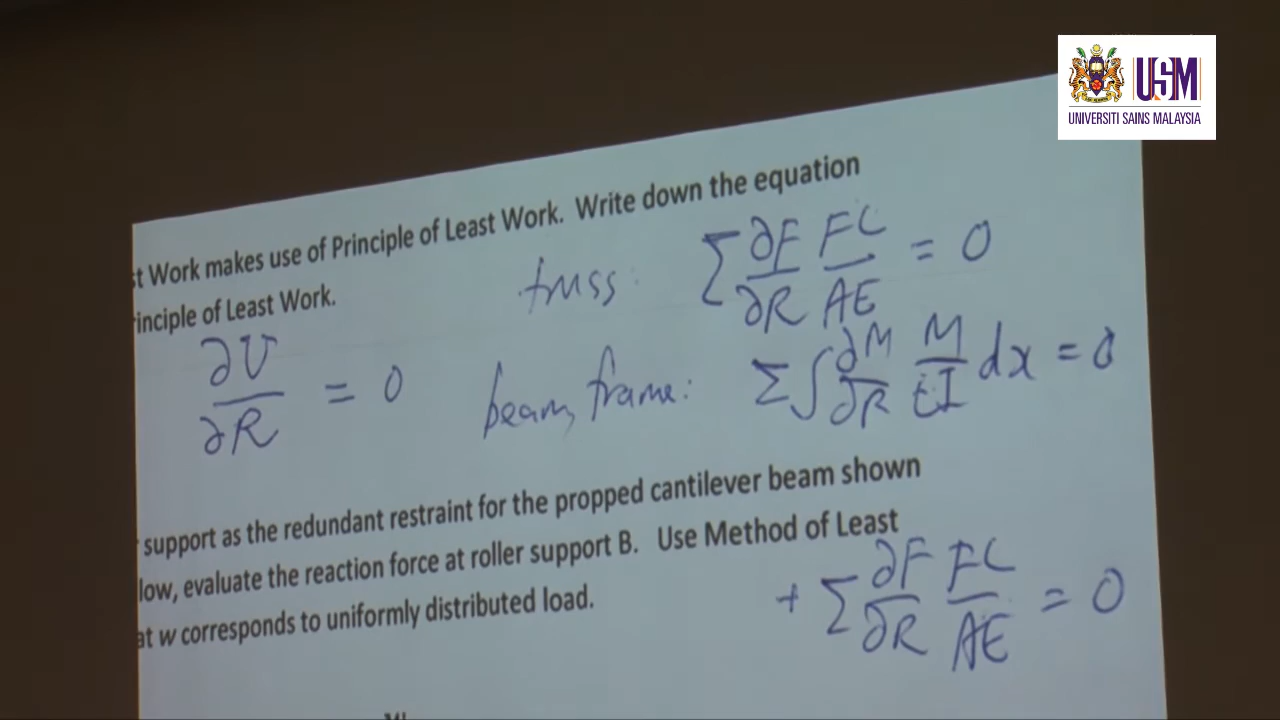 USM
UNIVERSITI SAINS MALAYSIA
st Work makes use of Principle of Least Work. Write down the equation
rinciple of Least Work.
truss: Σ ∂F/∂R FL/AE = 0
∂U/∂R = 0
beam, frame: Σ∫ ∂M/∂R M/EI dx = 0
support as the redundant restraint for the propped cantilever beam shown
low, evaluate the reaction force at roller support B. Use Method of Least
at w corresponds to uniformly distributed load.
+ Σ ∂F/∂R FL/AE = 0